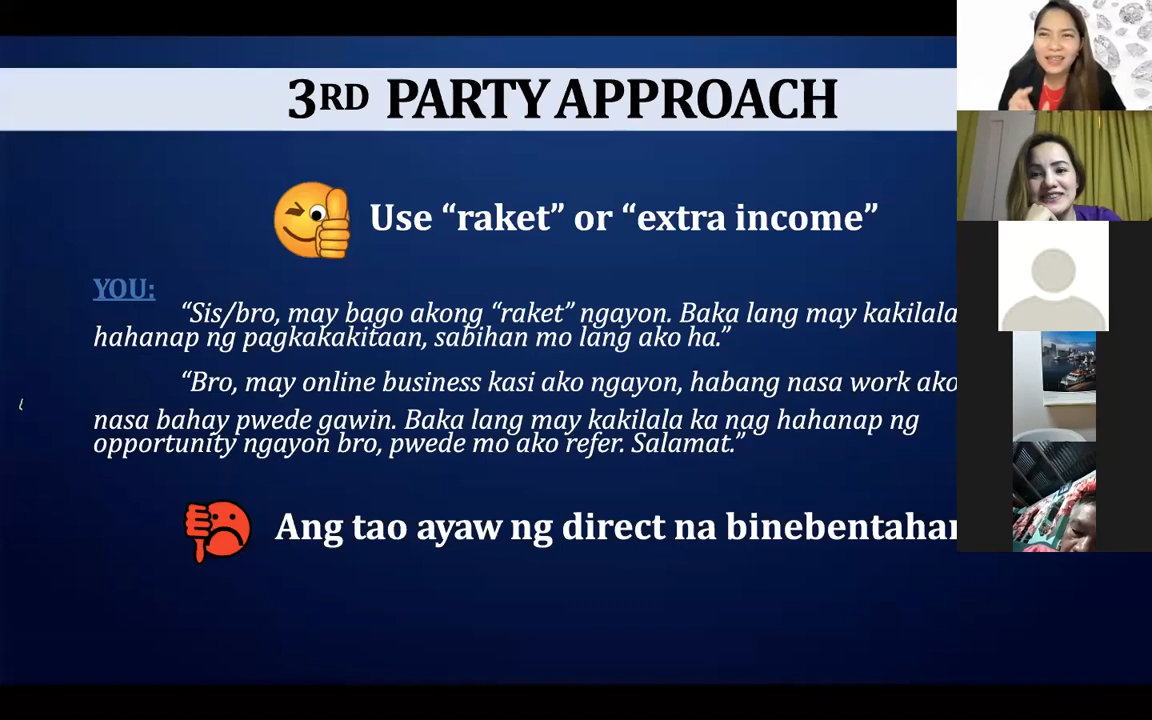 3RD PARTY APPROACH
Use “raket” or “extra income”
YOU:
“Sis/bro, may bago akong “raket” ngayon. Baka lang may kakilala
hahanap ng pagkakakitaan, sabihan mo lang ako ha.”
“Bro, may online business kasi ako ngayon, habang nasa work ako
nasa bahay pwede gawin. Baka lang may kakilala ka nag hahanap ng
opportunity ngayon bro, pwede mo ako refer. Salamat.”
Ang tao ayaw ng direct na binebentahan